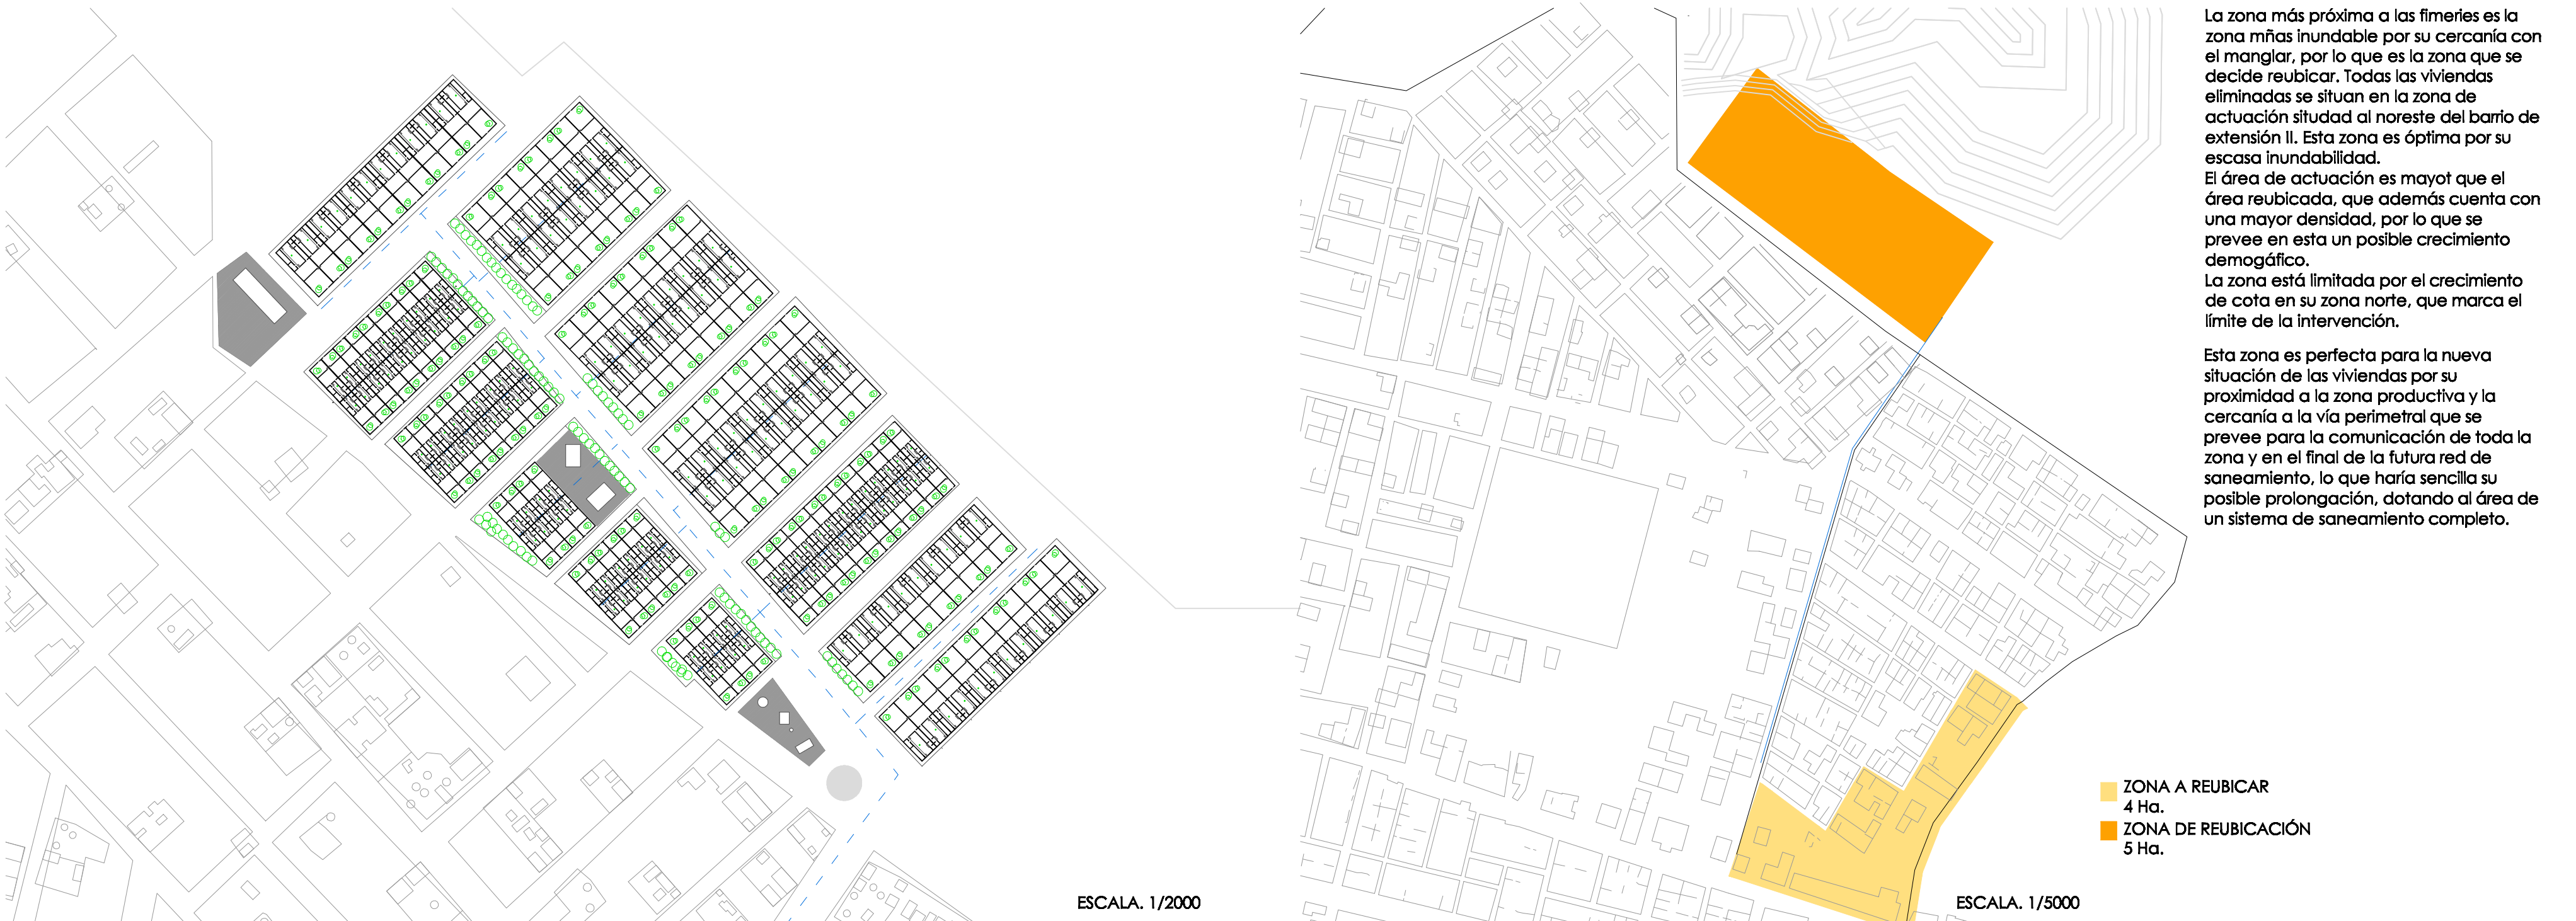 La zona más próxima a las fimeries es la
zona mñas inundable por su cercanía con
el manglar, por lo que es la zona que se
decide reubicar. Todas las viviendas
eliminadas se situan en la zona de
actuación situdad al noreste del barrio de
extensión II. Esta zona es óptima por su
escasa inundabilidad.
El área de actuación es mayot que el
área reubicada, que además cuenta con
una mayor densidad, por lo que se
prevee en esta un posible crecimiento
demogáfico.
La zona está limitada por el crecimiento
de cota en su zona norte, que marca el
límite de la intervención.
Esta zona es perfecta para la nueva
situación de las viviendas por su
proximidad a la zona productiva y la
cercanía a la vía perimetral que se
prevee para la comunicación de toda la
zona y en el final de la futura red de
saneamiento, lo que haría sencilla su
posible prolongación, dotando al área de
un sistema de saneamiento completo.
ZONA A REUBICAR
4 Ha.
ZONA DE REUBICACIÓN
5 Ha.
ESCALA. 1/2000
ESCALA. 1/5000